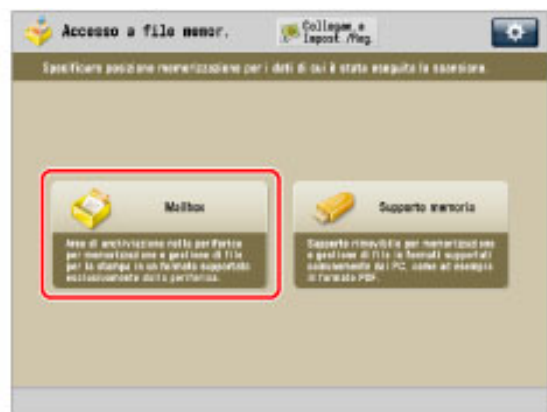 Accesso a file memor.
Collegam. e
Impost./Reg.
Specificare posizione memorizzazione per i dati di cui è stata eseguita la scansione.
Mailbox
Area di archiviazione nella periferica
per memorizzazione e gestione di file
per la stampa in un formato supportato
esclusivamente dalla periferica.
Supporto memoria
Supporto rimovibile per memorizzazione
e gestione di file in formati supportati
comunemente dai PC, come ad esempio
il formato PDF.